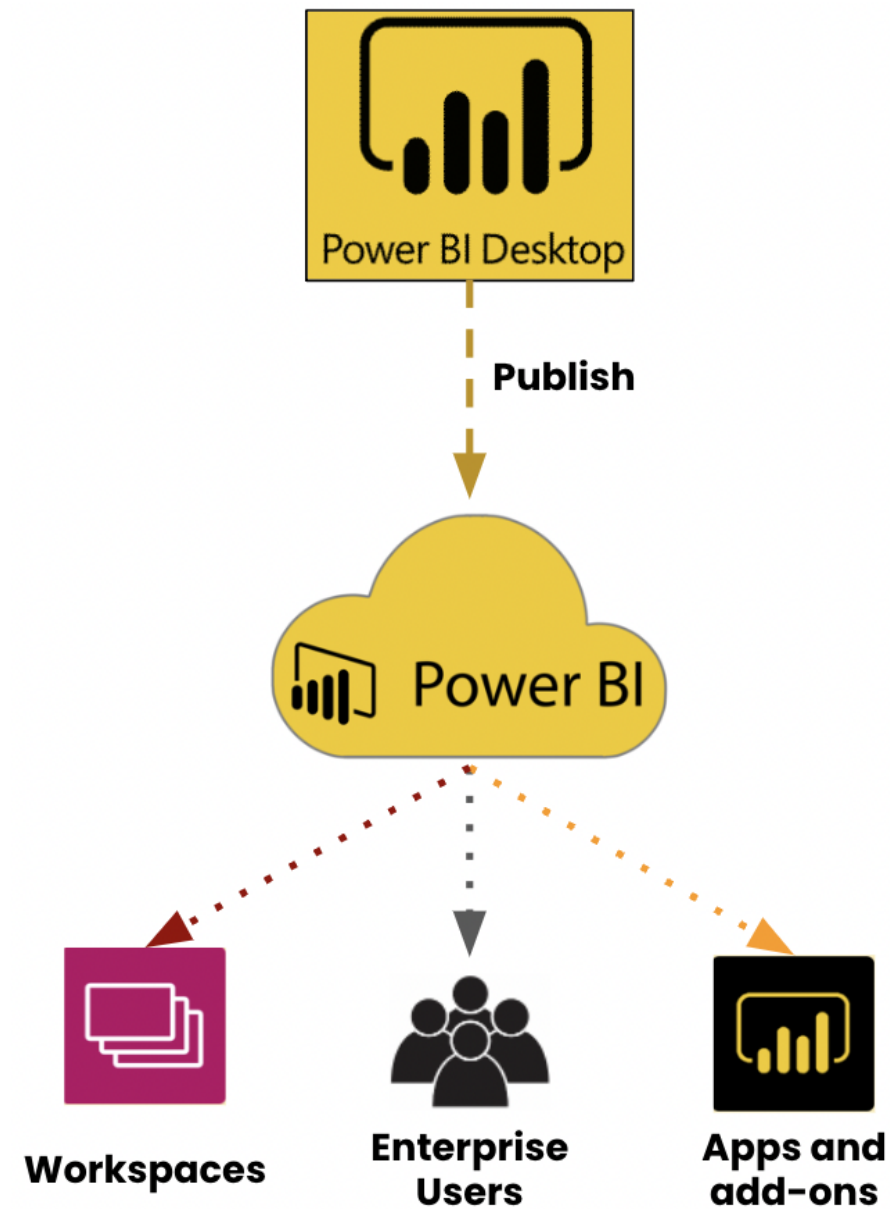 Power BI Desktop
Publish
Power BI
Workspaces
Enterprise
Users
Apps and
add-ons